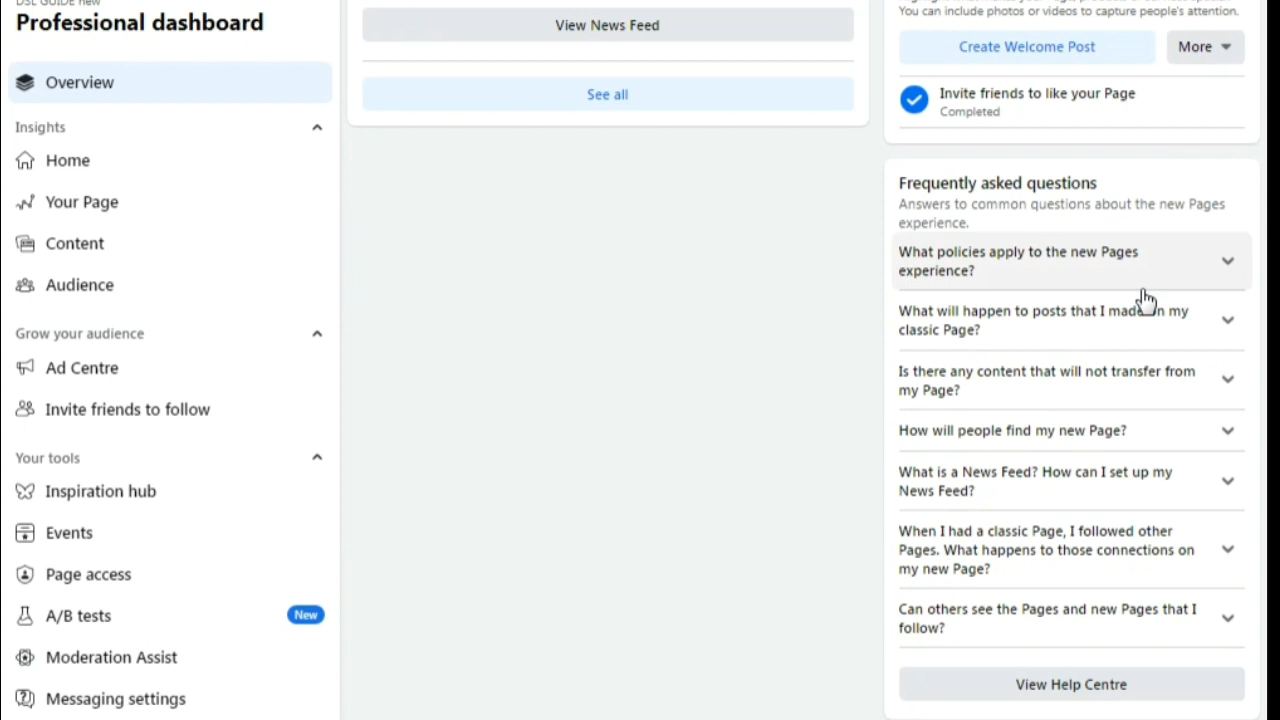 DSL GUIDE new
Professional dashboard
Overview
Insights
Home
Your Page
Content
Audience
Grow your audience
Ad Centre
Invite friends to follow
Your tools
Inspiration hub
Events
Page access
A/B tests
New
Moderation Assist
Messaging settings
View News Feed
See all
You can include photos or videos to capture people's attention.
Create Welcome Post
More
Invite friends to like your Page
Completed
Frequently asked questions
Answers to common questions about the new Pages
experience.
What policies apply to the new Pages
experience?
What will happen to posts that I made on my
classic Page?
Is there any content that will not transfer from
my Page?
How will people find my new Page?
What is a News Feed? How can I set up my
News Feed?
When I had a classic Page, I followed other
Pages. What happens to those connections on
my new Page?
Can others see the Pages and new Pages that I
follow?
View Help Centre